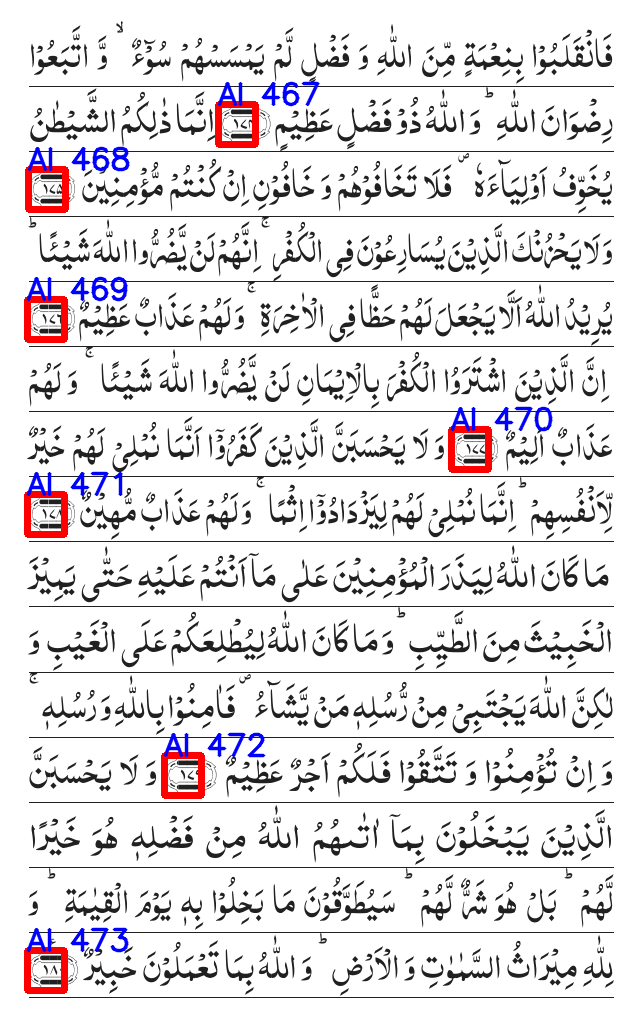 فَانْقَلَبُوْا بِنِعْمَةٍ مِّنَ اللّٰهِ وَ فَضْلٍ لَّمْ یَمْسَسْهُمْ سُوْٓءٌ ۙ وَّ اتَّبَعُوْا
AI 467
رِضْوَانَ اللّٰهِ ؕ وَ اللّٰهُ ذُوْ فَضْلٍ عَظِیْمٍ ۱۷۴ اِنَّمَا ذٰلِكُمُ الشَّیْطٰنُ
AI 468
یُخَوِّفُ اَوْلِیَآءَهٗ ۪ فَلَا تَخَافُوْهُمْ وَ خَافُوْنِ اِنْ كُنْتُمْ مُّؤْمِنِیْنَ ۱۷۵
وَ لَا یَحْزُنْكَ الَّذِیْنَ یُسَارِعُوْنَ فِی الْكُفْرِ ۚ اِنَّهُمْ لَنْ یَّضُرُّوا اللّٰهَ شَیْـًٔا ؕ
AI 469
یُرِیْدُ اللّٰهُ اَلَّا یَجْعَلَ لَهُمْ حَظًّا فِی الْاٰخِرَةِ ۚ وَ لَهُمْ عَذَابٌ عَظِیْمٌ ۱۷۶
اِنَّ الَّذِیْنَ اشْتَرَوُا الْكُفْرَ بِالْاِیْمَانِ لَنْ یَّضُرُّوا اللّٰهَ شَیْـًٔا ۚ وَ لَهُمْ
AI 470
عَذَابٌ اَلِیْمٌ ۱۷۷ وَ لَا یَحْسَبَنَّ الَّذِیْنَ كَفَرُوْۤا اَنَّمَا نُمْلِیْ لَهُمْ خَیْرٌ
AI 471
لِّاَنْفُسِهِمْ ؕ اِنَّمَا نُمْلِیْ لَهُمْ لِیَزْدَادُوْۤا اِثْمًا ۚ وَ لَهُمْ عَذَابٌ مُّهِیْنٌ ۱۷۸
مَا كَانَ اللّٰهُ لِیَذَرَ الْمُؤْمِنِیْنَ عَلٰی مَاۤ اَنْتُمْ عَلَیْهِ حَتّٰی یَمِیْزَ
الْخَبِیْثَ مِنَ الطَّیِّبِ ؕ وَ مَا كَانَ اللّٰهُ لِیُطْلِعَكُمْ عَلَی الْغَیْبِ وَ
لٰكِنَّ اللّٰهَ یَجْتَبِیْ مِنْ رُّسُلِهٖ مَنْ یَّشَآءُ ۪ فَاٰمِنُوْا بِاللّٰهِ وَ رُسُلِهٖ ۚ
AI 472
وَ اِنْ تُؤْمِنُوْا وَ تَتَّقُوْا فَلَكُمْ اَجْرٌ عَظِیْمٌ ۱۷۹ وَ لَا یَحْسَبَنَّ
الَّذِیْنَ یَبْخَلُوْنَ بِمَاۤ اٰتٰىهُمُ اللّٰهُ مِنْ فَضْلِهٖ هُوَ خَیْرًا
لَّهُمْ ؕ بَلْ هُوَ شَرٌّ لَّهُمْ ؕ سَیُطَوَّقُوْنَ مَا بَخِلُوْا بِهٖ یَوْمَ الْقِیٰمَةِ ؕ وَ
AI 473
لِلّٰهِ مِیْرَاثُ السَّمٰوٰتِ وَ الْاَرْضِ ؕ وَ اللّٰهُ بِمَا تَعْمَلُوْنَ خَبِیْرٌ ۱۸۰